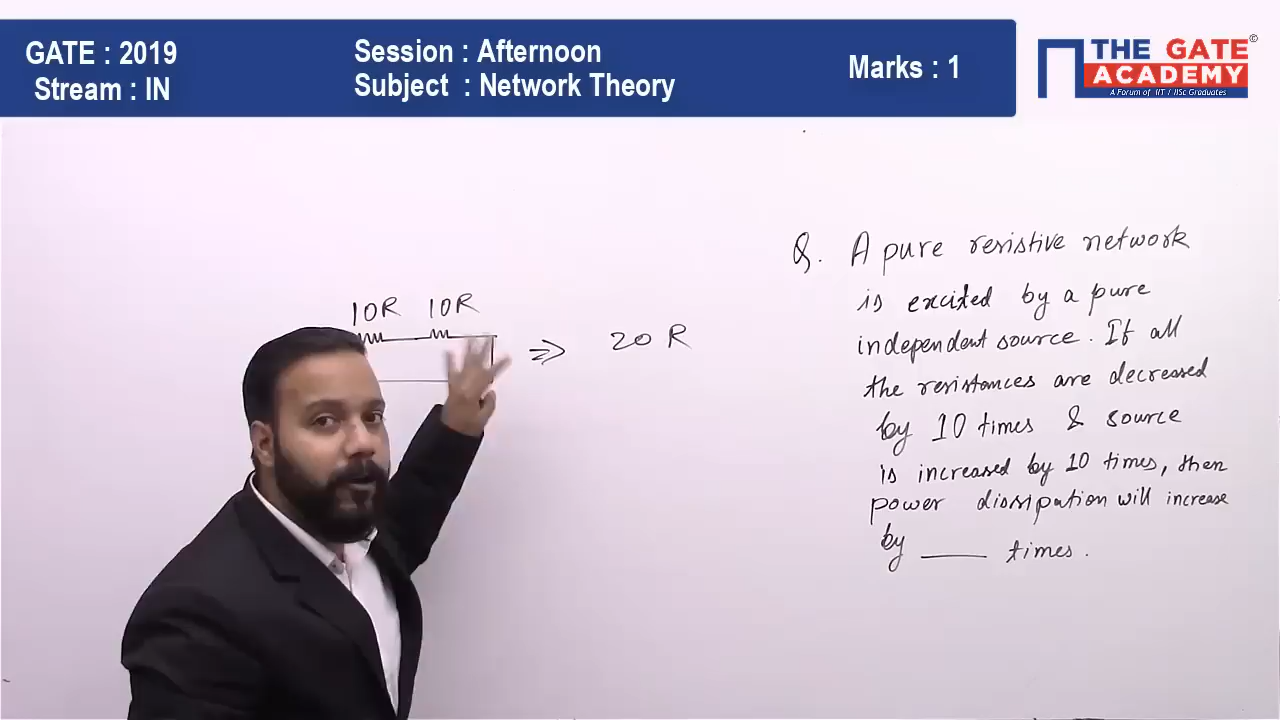 GATE : 2019
Stream : IN
Session : Afternoon
Subject : Network Theory
Marks : 1
THE GATE
ACADEMY
©
A Forum of IIT / IISc Graduates
10R 10R
⇒ 20 R
Q. A pure resistive network
is excited by a pure
independent source. If all
the resistances are decreased
by 10 times & source
is increased by 10 times, then
power dissipation will increase
by ____ times.